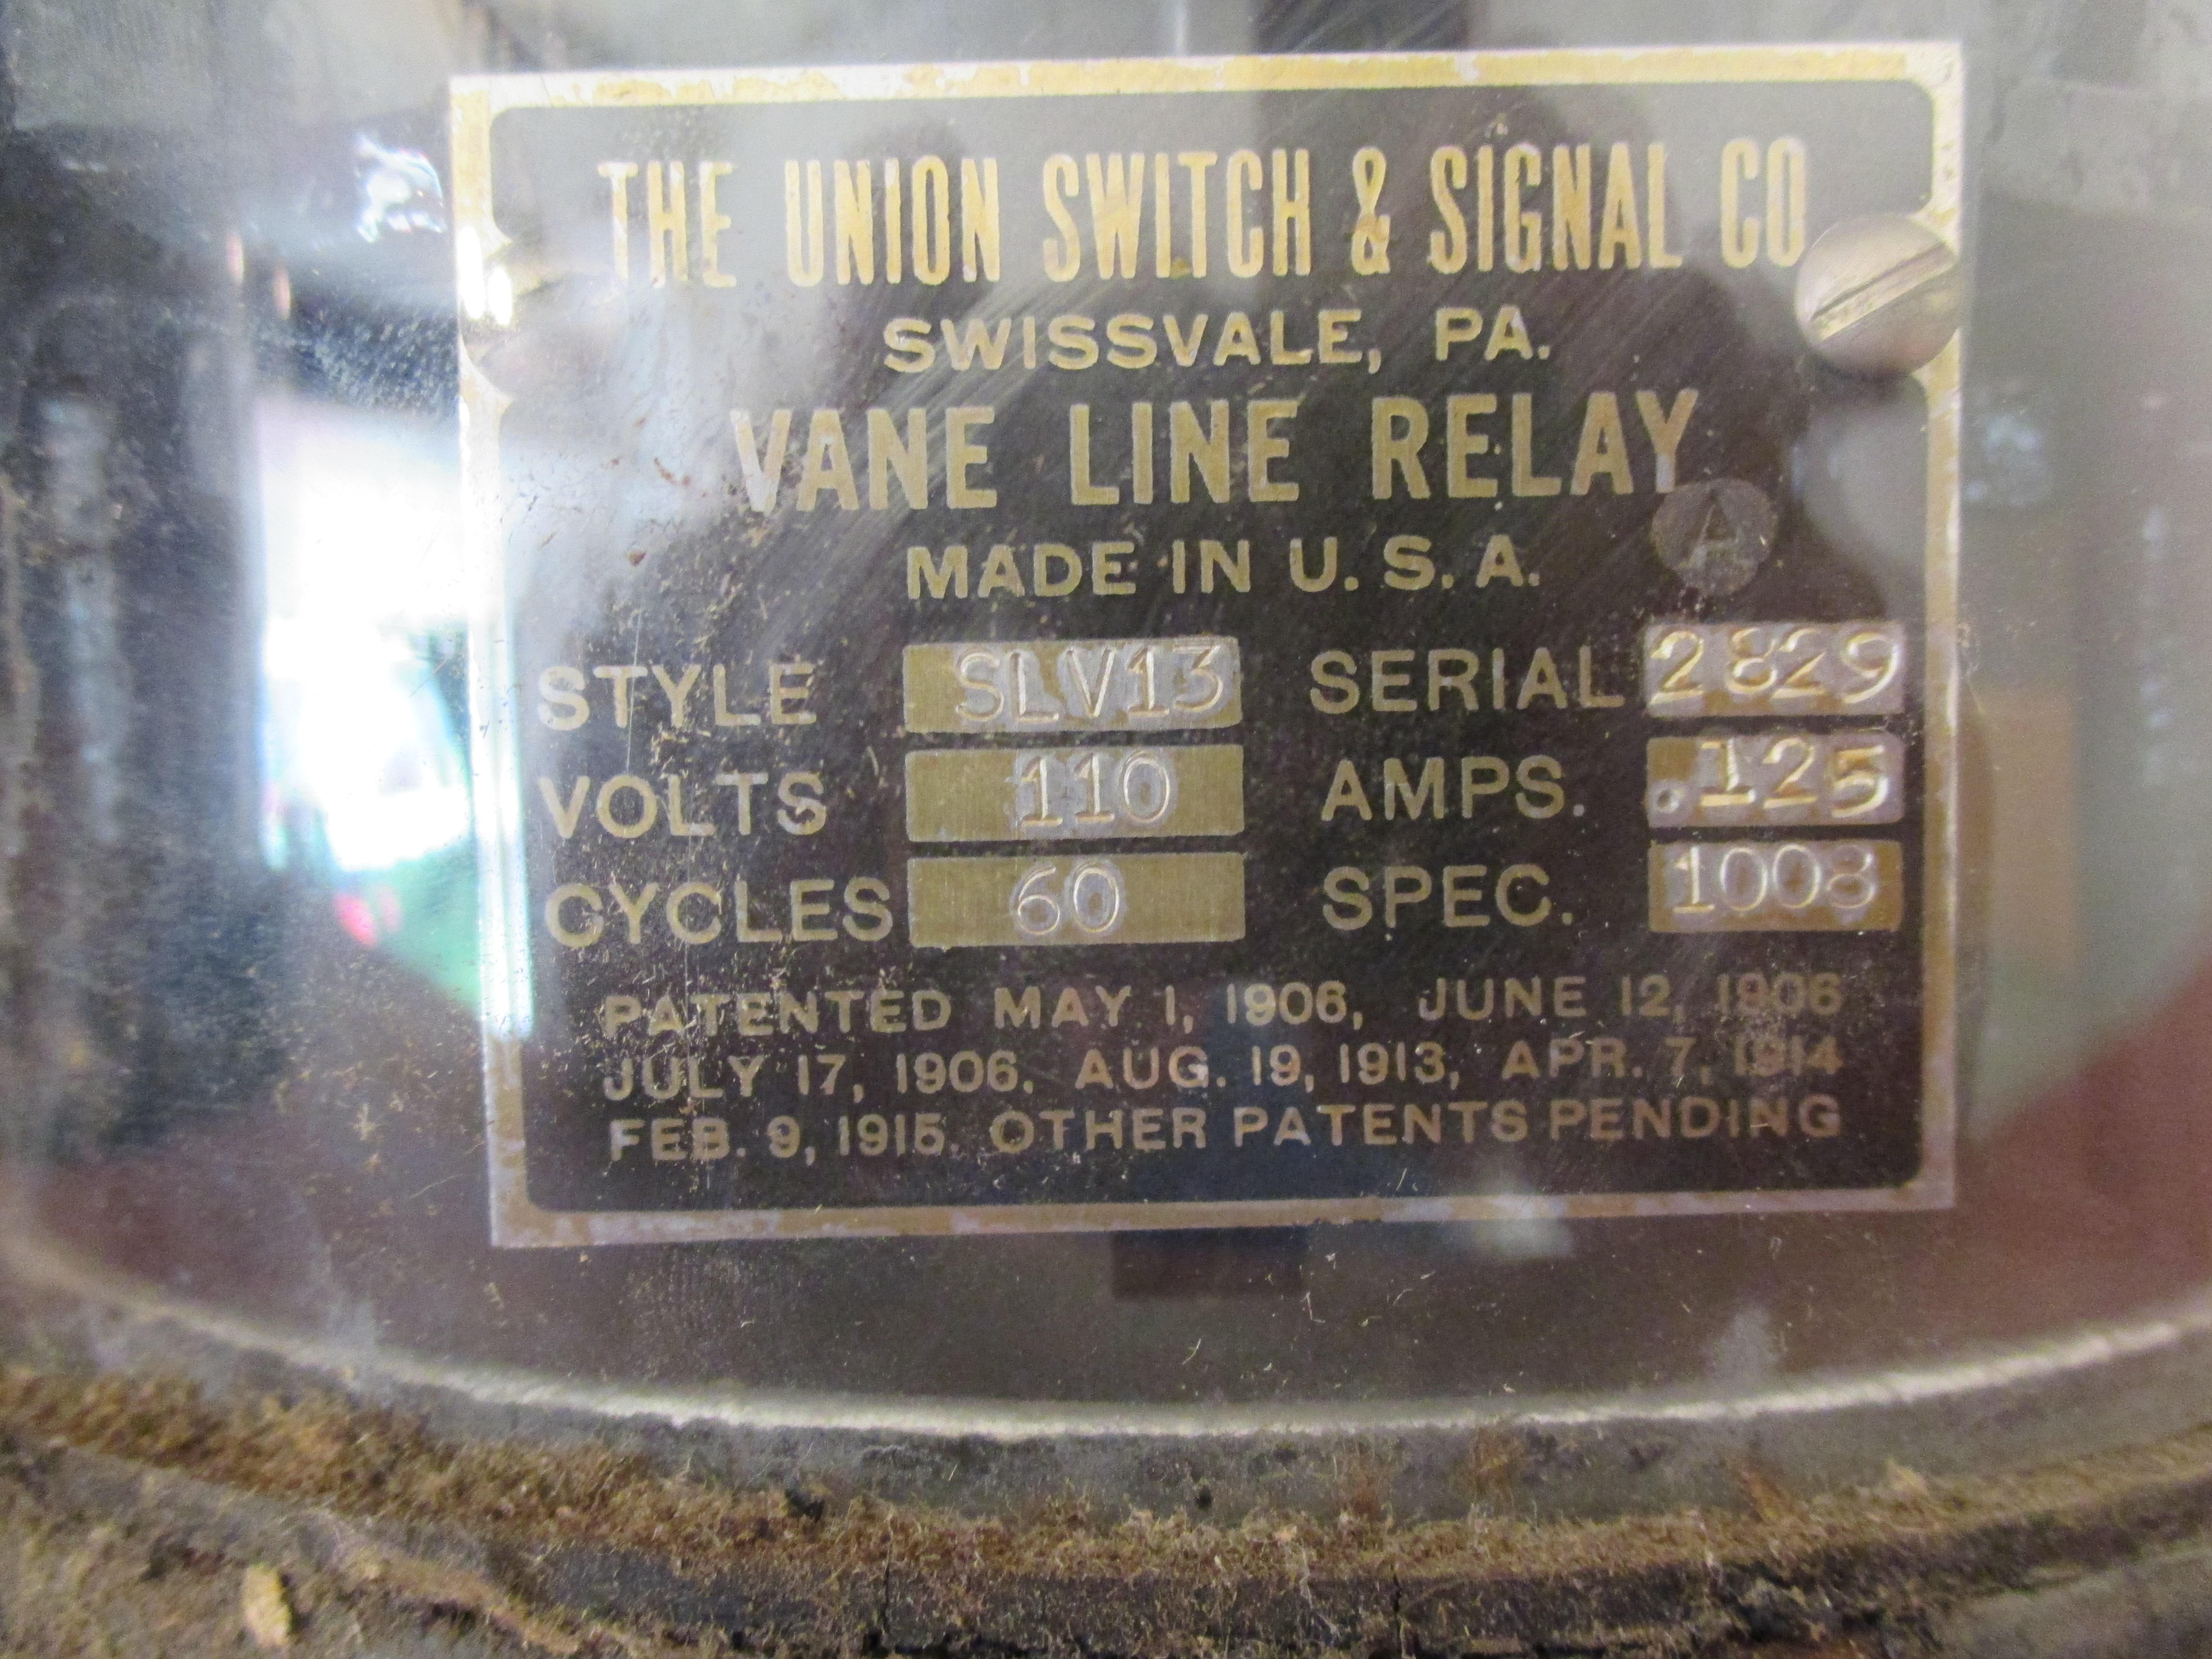 THE UNION SWITCH & SIGNAL CO
SWISSVALE, PA.
VANE LINE RELAY
A
MADE IN U. S. A.
STYLE SLV13 SERIAL 2829
VOLTS 110 AMPS. .125
CYCLES 60 SPEC. 1008
PATENTED MAY 1, 1906, JUNE 12, 1906
JULY 17, 1906. AUG. 19, 1913, APR. 7, 1914
FEB. 9, 1915. OTHER PATENTS PENDING